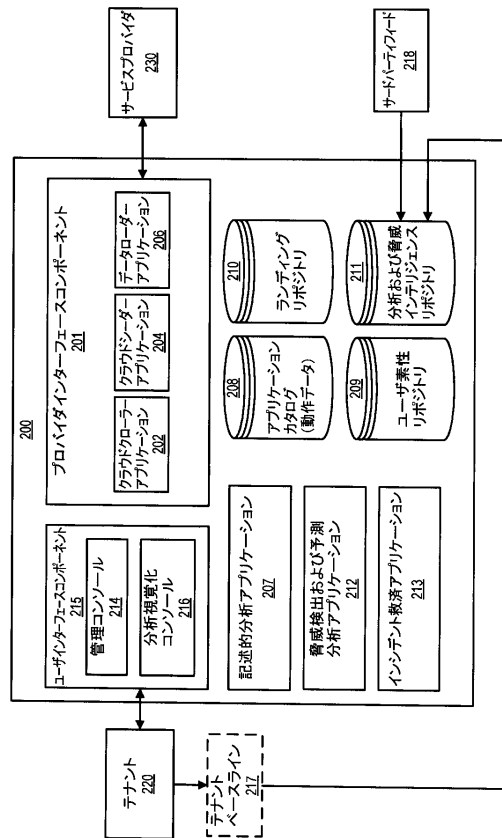 200
ユーザインターフェースコンポーネント
215
管理コンソール
214
分析視覚化
コンソール
216
プロバイダインターフェースコンポーネント
201
クラウドクローラー
アプリケーション
202
クラウドシーダー
アプリケーション
204
データローダー
アプリケーション
206
サービスプロバイダ
230
テナント
220
テナント
ベースライン
217
記述的分析アプリケーション
207
脅威検出および予測
分析アプリケーション
212
インシデント救済アプリケーション
213
208
アプリケーション
カタログ
(動作データ)
210
ランディング
リポジトリ
209
ユーザ素性
リポジトリ
211
分析および脅威
インテリジェンス
リポジトリ
サードパーティフィード
218